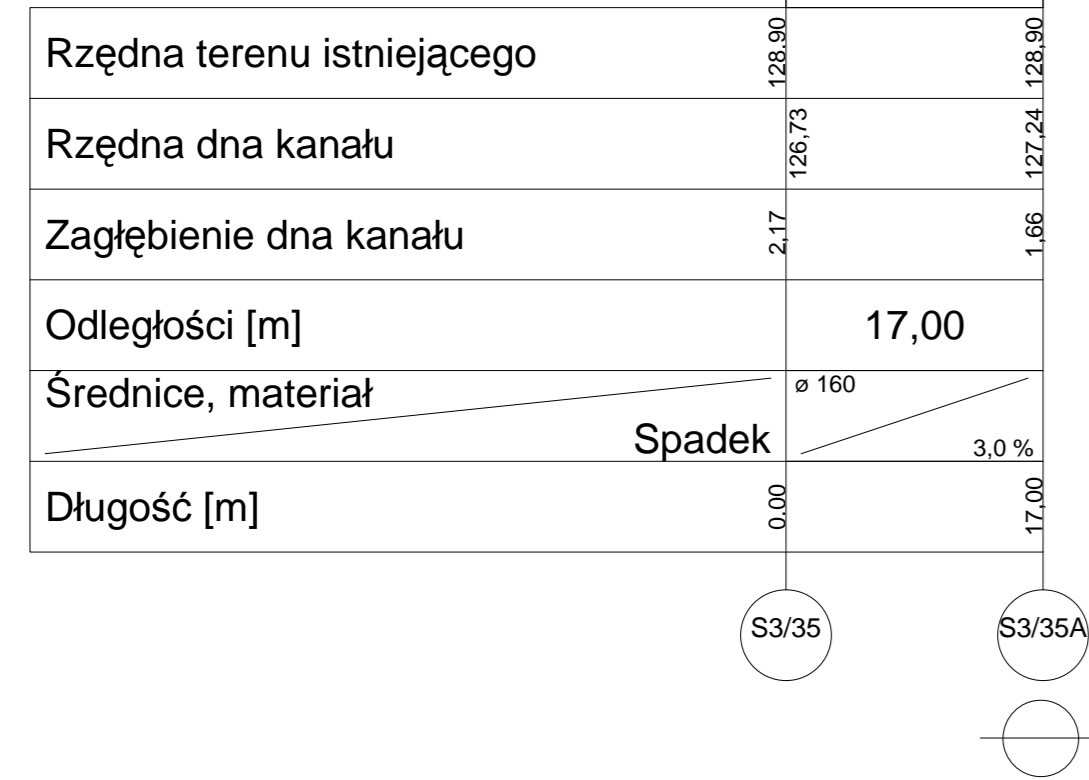 Rzędna terenu istniejącego 128.90 128,90
Rzędna dna kanału 126,73 127,24
Zagłębienie dna kanału 2,17 1,66
Odległości [m] 17,00
Średnice, materiał ø 160
Spadek 3,0 %
Długość [m] 0.00 17,00
S3/35 S3/35A